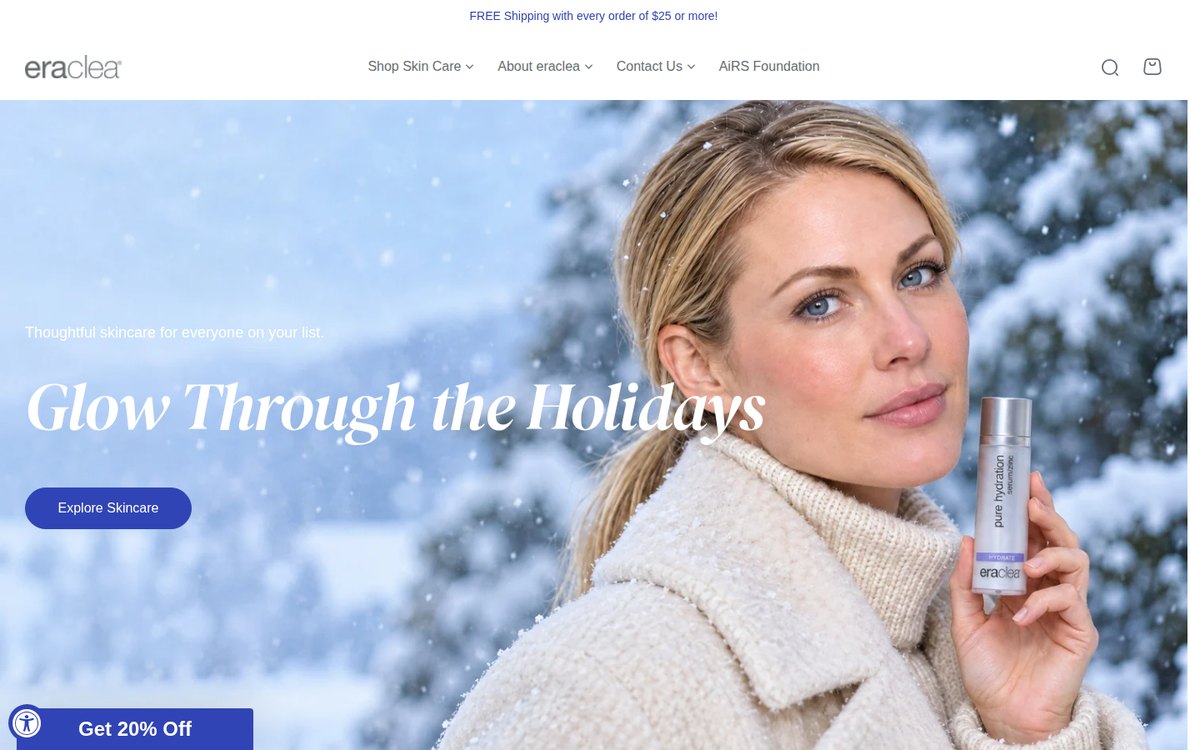 FREE Shipping with every order of $25 or more!
eraclea
Shop Skin Care
About eraclea
Contact Us
AiRS Foundation
Thoughtful skincare for everyone on your list.
Glow Through the Holidays
Explore Skincare
pure hydration
serum/zinc
HYDRATE
eraclea
Get 20% Off